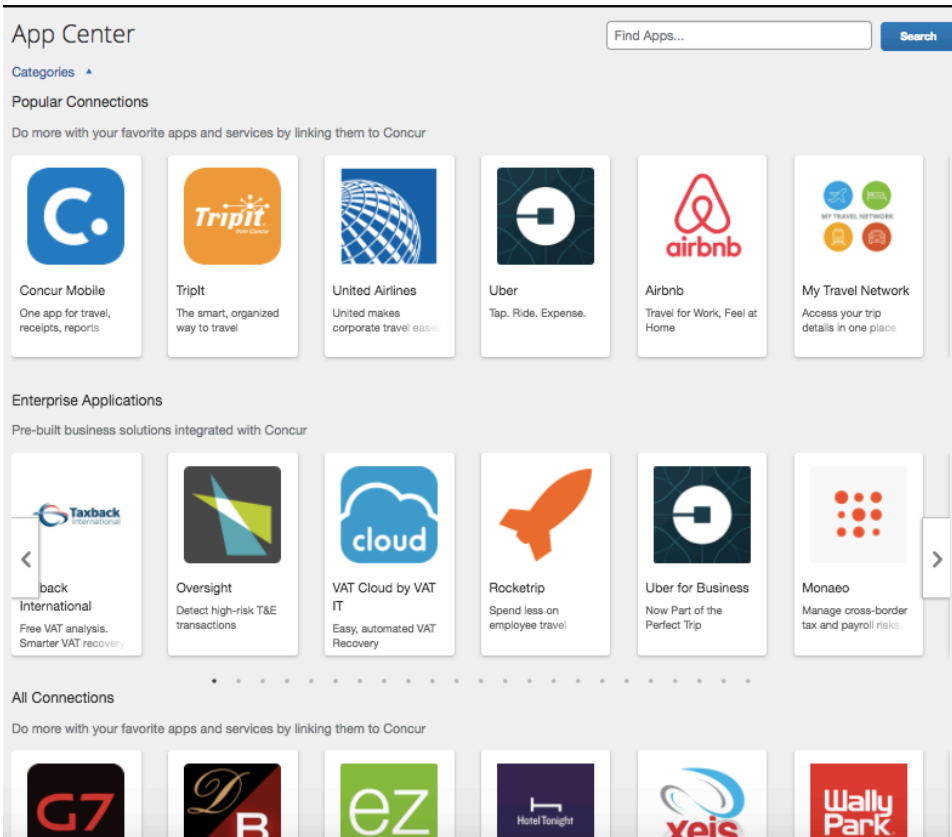 App Center
Find Apps...
Search
Categories
Popular Connections
Do more with your favorite apps and services by linking them to Concur
C.
TripIt
from Concur
airbnb
MY TRAVEL NETWORK
Concur Mobile
One app for travel,
receipts, reports
TripIt
The smart, organized
way to travel
United Airlines
United makes
corporate travel easier
Uber
Tap. Ride. Expense.
Airbnb
Travel for Work, Feel at
Home
My Travel Network
Access your trip
details in one place
Enterprise Applications
Pre-built business solutions integrated with Concur
Taxback
International
cloud
back
International
Free VAT analysis.
Smarter VAT recovery
Oversight
Detect high-risk T&E
transactions
VAT Cloud by VAT
IT
Easy, automated VAT
Recovery
Rocketrip
Spend less on
employee travel
Uber for Business
Now Part of the
Perfect Trip
Monaeo
Manage cross-border
tax and payroll risks.
All Connections
Do more with your favorite apps and services by linking them to Concur
G7
D
B
ez
HotelTonight
xeis
Wally
Park